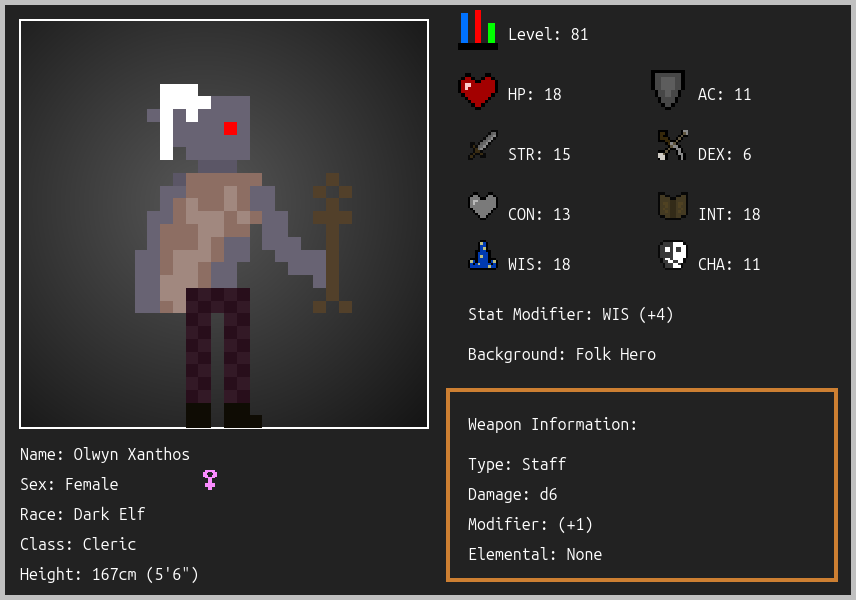 Level: 81
HP: 18
AC: 11
STR: 15
DEX: 6
CON: 13
INT: 18
WIS: 18
CHA: 11
Stat Modifier: WIS (+4)
Background: Folk Hero
Weapon Information:
Type: Staff
Damage: d6
Modifier: (+1)
Elemental: None
Name: Olwyn Xanthos
Sex: Female
Race: Dark Elf
Class: Cleric
Height: 167cm (5'6")